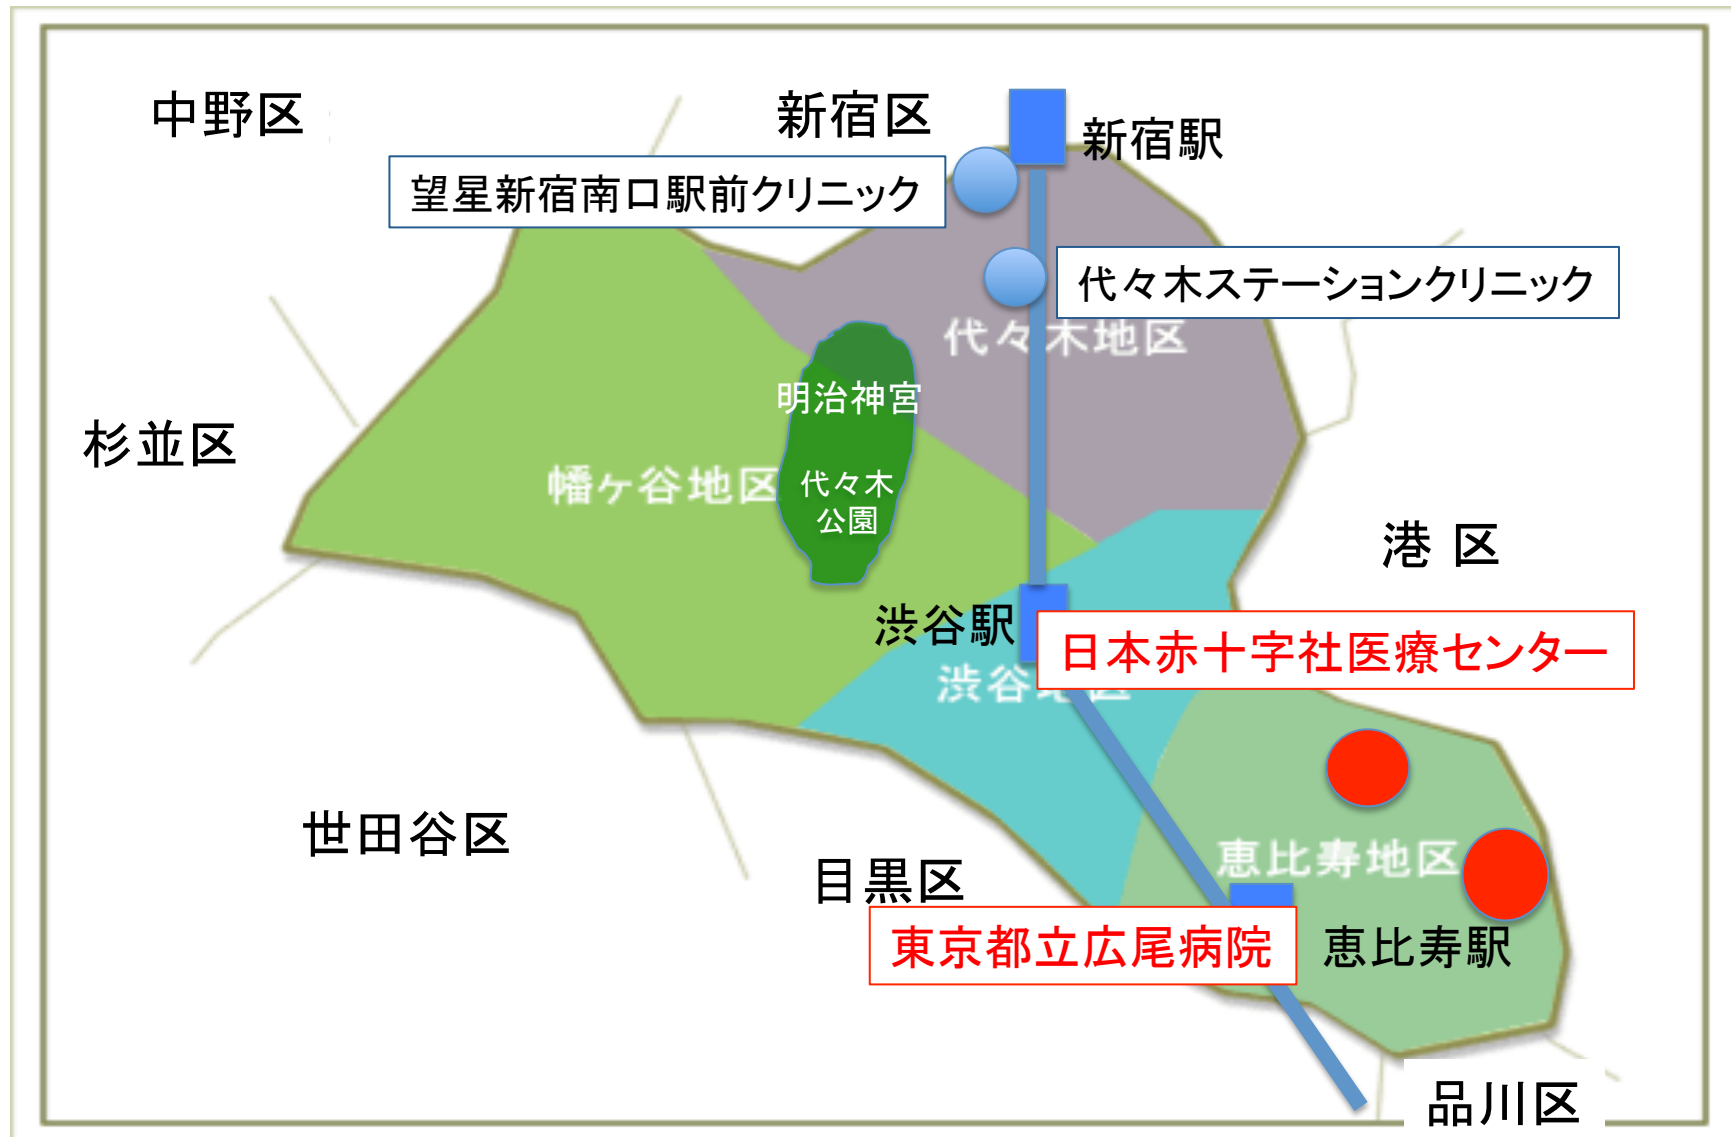 中野区
新宿区
新宿駅
望星新宿南口駅前クリニック
代々木ステーションクリニック
代々木地区
明治神宮
杉並区
幡ヶ谷地区
代々木
公園
港 区
渋谷駅
日本赤十字社医療センター
渋谷地区
世田谷区
目黒区
恵比寿地区
東京都立広尾病院
恵比寿駅
品川区